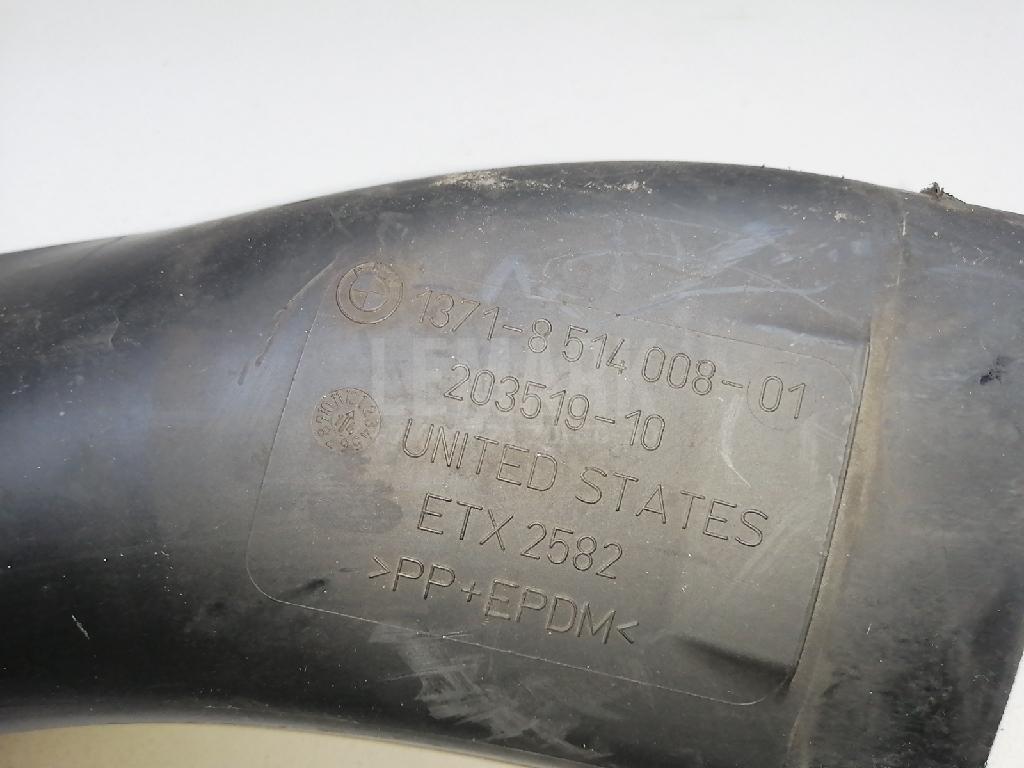 1371-8 514 008-01
203519-10
UNITED STATES
ETX 2582
>PP+EPDM<